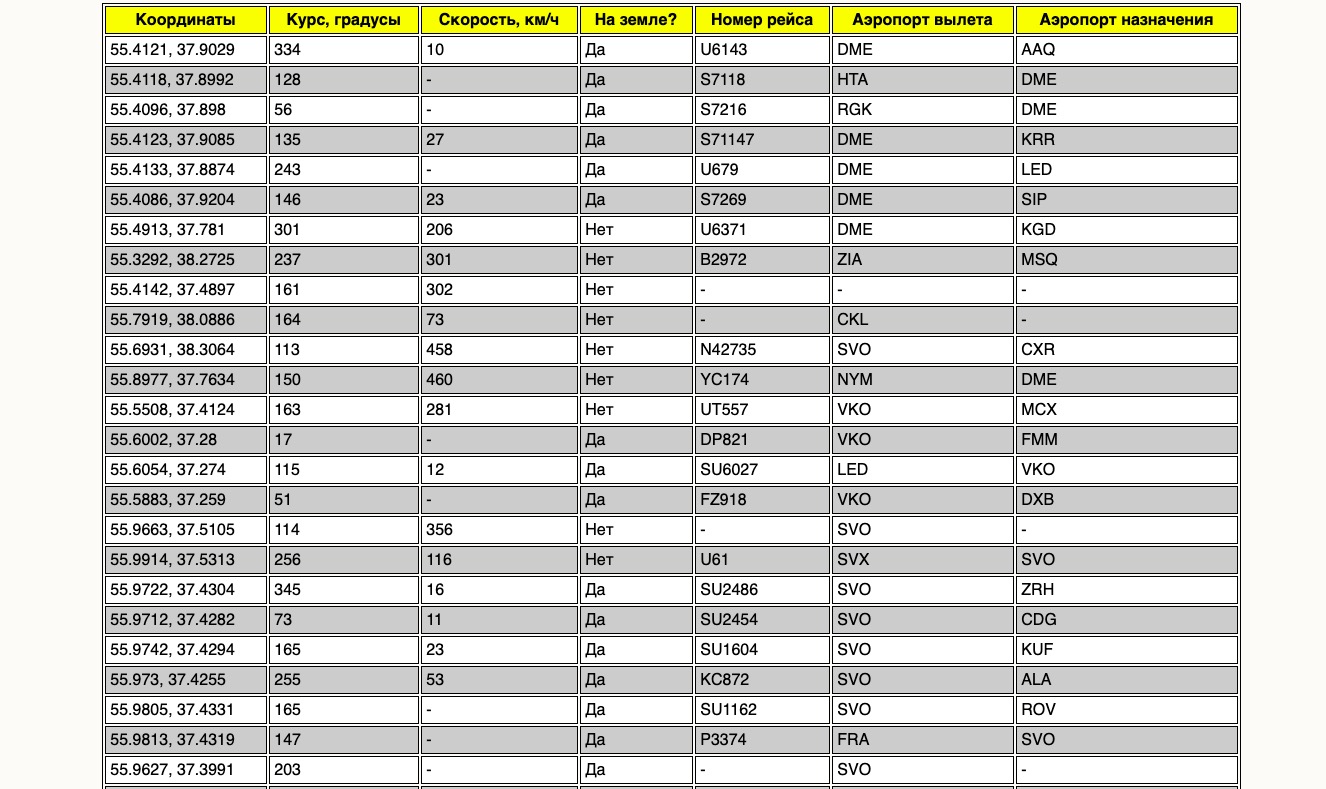 Координаты Курс, градусы Скорость, км/ч На земле? Номер рейса Аэропорт вылета Аэропорт назначения
55.4121, 37.9029 334 10 Да U6143 DME AAQ
55.4118, 37.8992 128 - Да S7118 HTA DME
55.4096, 37.898 56 - Да S7216 RGK DME
55.4123, 37.9085 135 27 Да S71147 DME KRR
55.4133, 37.8874 243 - Да U679 DME LED
55.4086, 37.9204 146 23 Да S7269 DME SIP
55.4913, 37.781 301 206 Нет U6371 DME KGD
55.3292, 38.2725 237 301 Нет B2972 ZIA MSQ
55.4142, 37.4897 161 302 Нет - - -
55.7919, 38.0886 164 73 Нет - CKL -
55.6931, 38.3064 113 458 Нет N42735 SVO CXR
55.8977, 37.7634 150 460 Нет YC174 NYM DME
55.5508, 37.4124 163 281 Нет UT557 VKO MCX
55.6002, 37.28 17 - Да DP821 VKO FMM
55.6054, 37.274 115 12 Да SU6027 LED VKO
55.5883, 37.259 51 - Да FZ918 VKO DXB
55.9663, 37.5105 114 356 Нет - SVO -
55.9914, 37.5313 256 116 Нет U61 SVX SVO
55.9722, 37.4304 345 16 Да SU2486 SVO ZRH
55.9712, 37.4282 73 11 Да SU2454 SVO CDG
55.9742, 37.4294 165 23 Да SU1604 SVO KUF
55.973, 37.4255 255 53 Да KC872 SVO ALA
55.9805, 37.4331 165 - Да SU1162 SVO ROV
55.9813, 37.4319 147 - Да P3374 FRA SVO
55.9627, 37.3991 203 - Да - SVO -